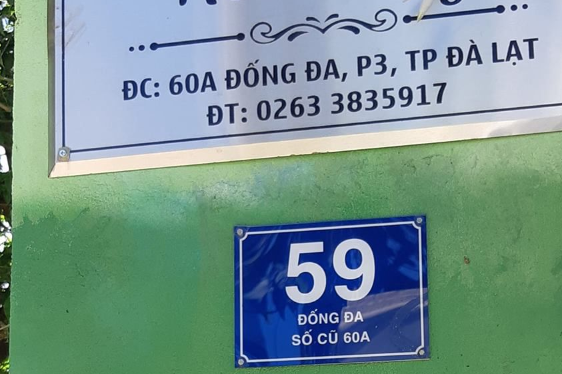 ĐC: 60A ĐỐNG ĐA, P3, TP ĐÀ LẠT
ĐT: 0263 3835917
59
ĐỐNG ĐA
SỐ CŨ 60A